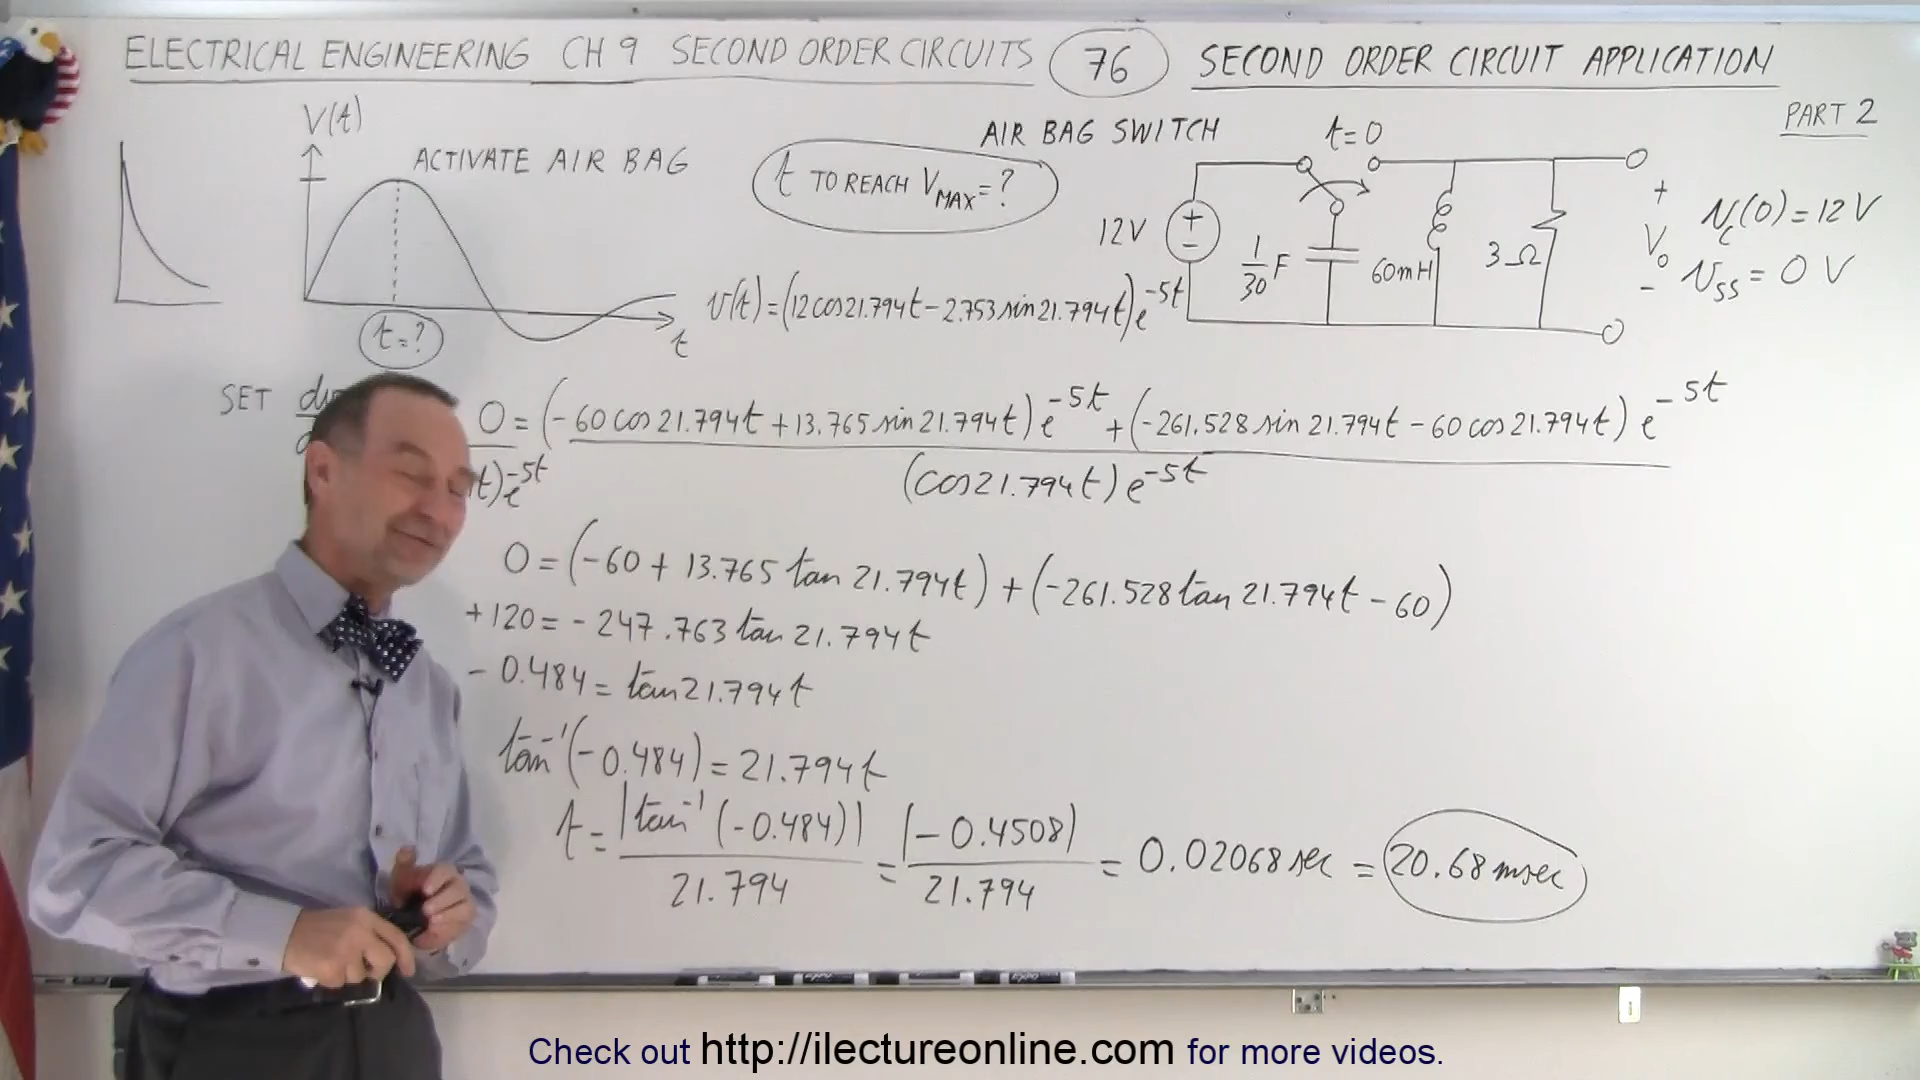 ELECTRICAL ENGINEERING CH 9 SECOND ORDER CIRCUITS 76 SECOND ORDER CIRCUIT APPLICATION
PART 2
V(t)
ACTIVATE AIR BAG
t TO REACH V_MAX = ?
AIR BAG SWITCH
t=0
12V
+
−
1/30 F
60mH
3Ω
+
V_o
−
v_c(0) = 12 V
v_ss = 0 V
t = ?
t
v(t) = (12 cos 21.794t − 2.753 sin 21.794t) e^-5t
SET
0 = (−60 cos 21.794t + 13.765 sin 21.794t) e^-5t + (−261.528 sin 21.794t − 60 cos 21.794t) e^-5t
t) e^-5t
(cos 21.794t) e^-5t
0 = (−60 + 13.765 tan 21.794t) + (−261.528 tan 21.794t − 60)
+120 = −247.763 tan 21.794t
−0.484 = tan 21.794t
tan^-1(−0.484) = 21.794t
t = |tan^-1(−0.484)| / 21.794 = |−0.4508| / 21.794 = 0.02068 sec = 20.68 msec
Check out http://ilectureonline.com for more videos.